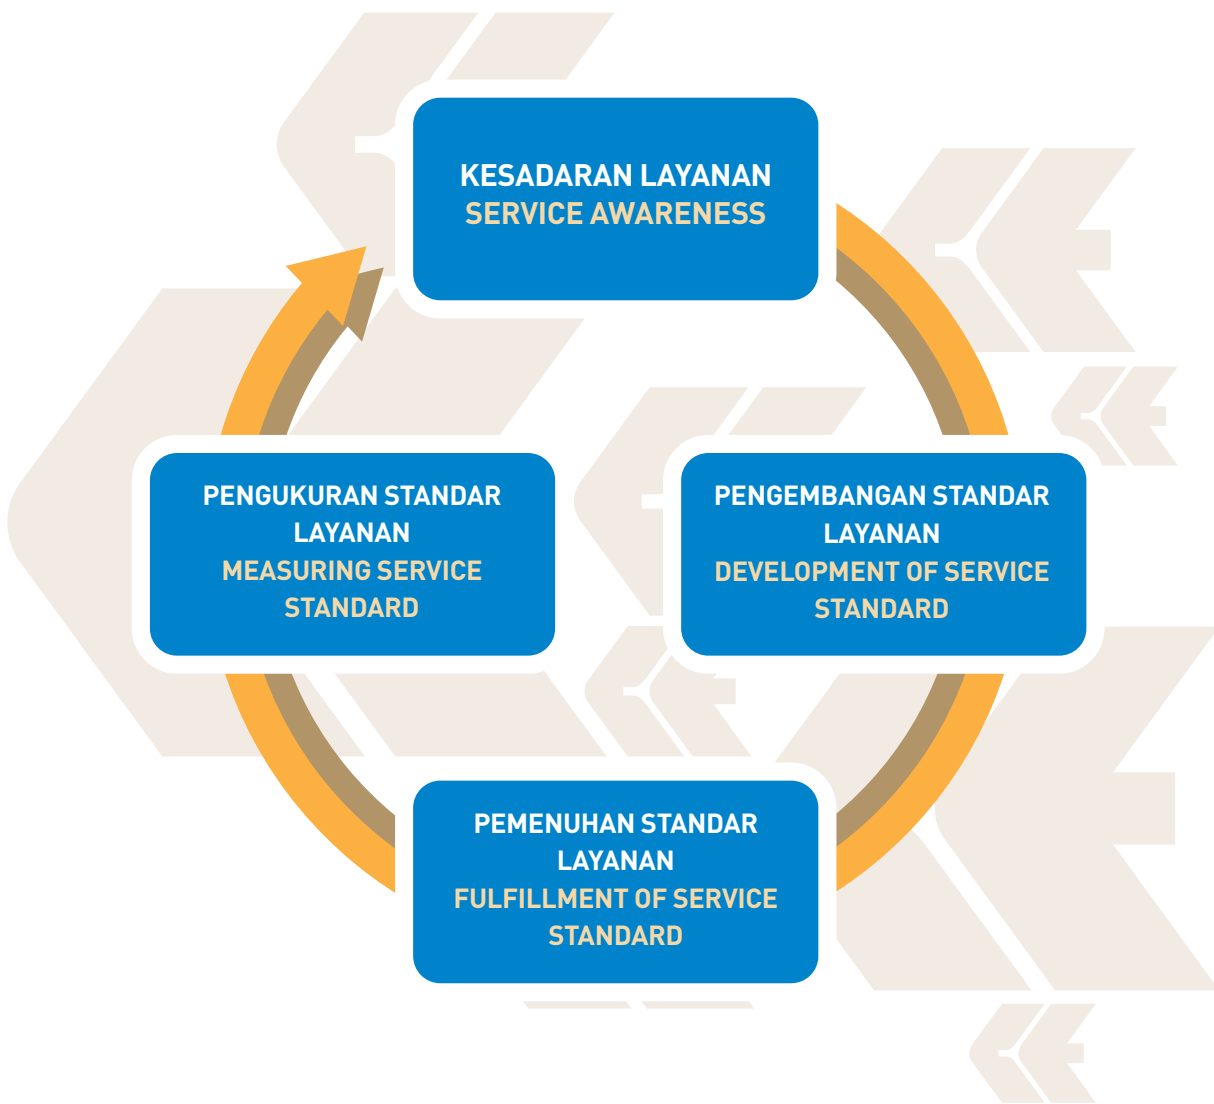 KESADARAN LAYANAN
SERVICE AWARENESS
PENGUKURAN STANDAR
LAYANAN
MEASURING SERVICE
STANDARD
PENGEMBANGAN STANDAR
LAYANAN
DEVELOPMENT OF SERVICE
STANDARD
PEMENUHAN STANDAR
LAYANAN
FULFILLMENT OF SERVICE
STANDARD